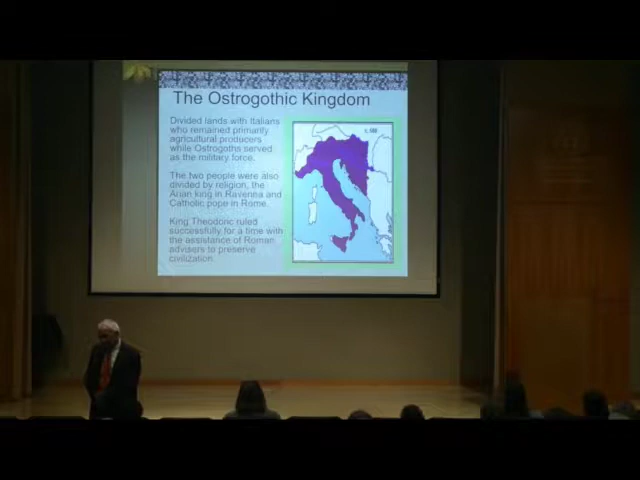 The Ostrogothic Kingdom
Divided lands with Italians
who remained primarily
agricultural producers
while Ostrogoths served
as the military force.
The two people were also
divided by religion, the
Arian king in Ravenna and
Catholic pope in Rome.
King Theodoric ruled
successfully for a time with
the assistance of Roman
advisers to preserve
civilization.